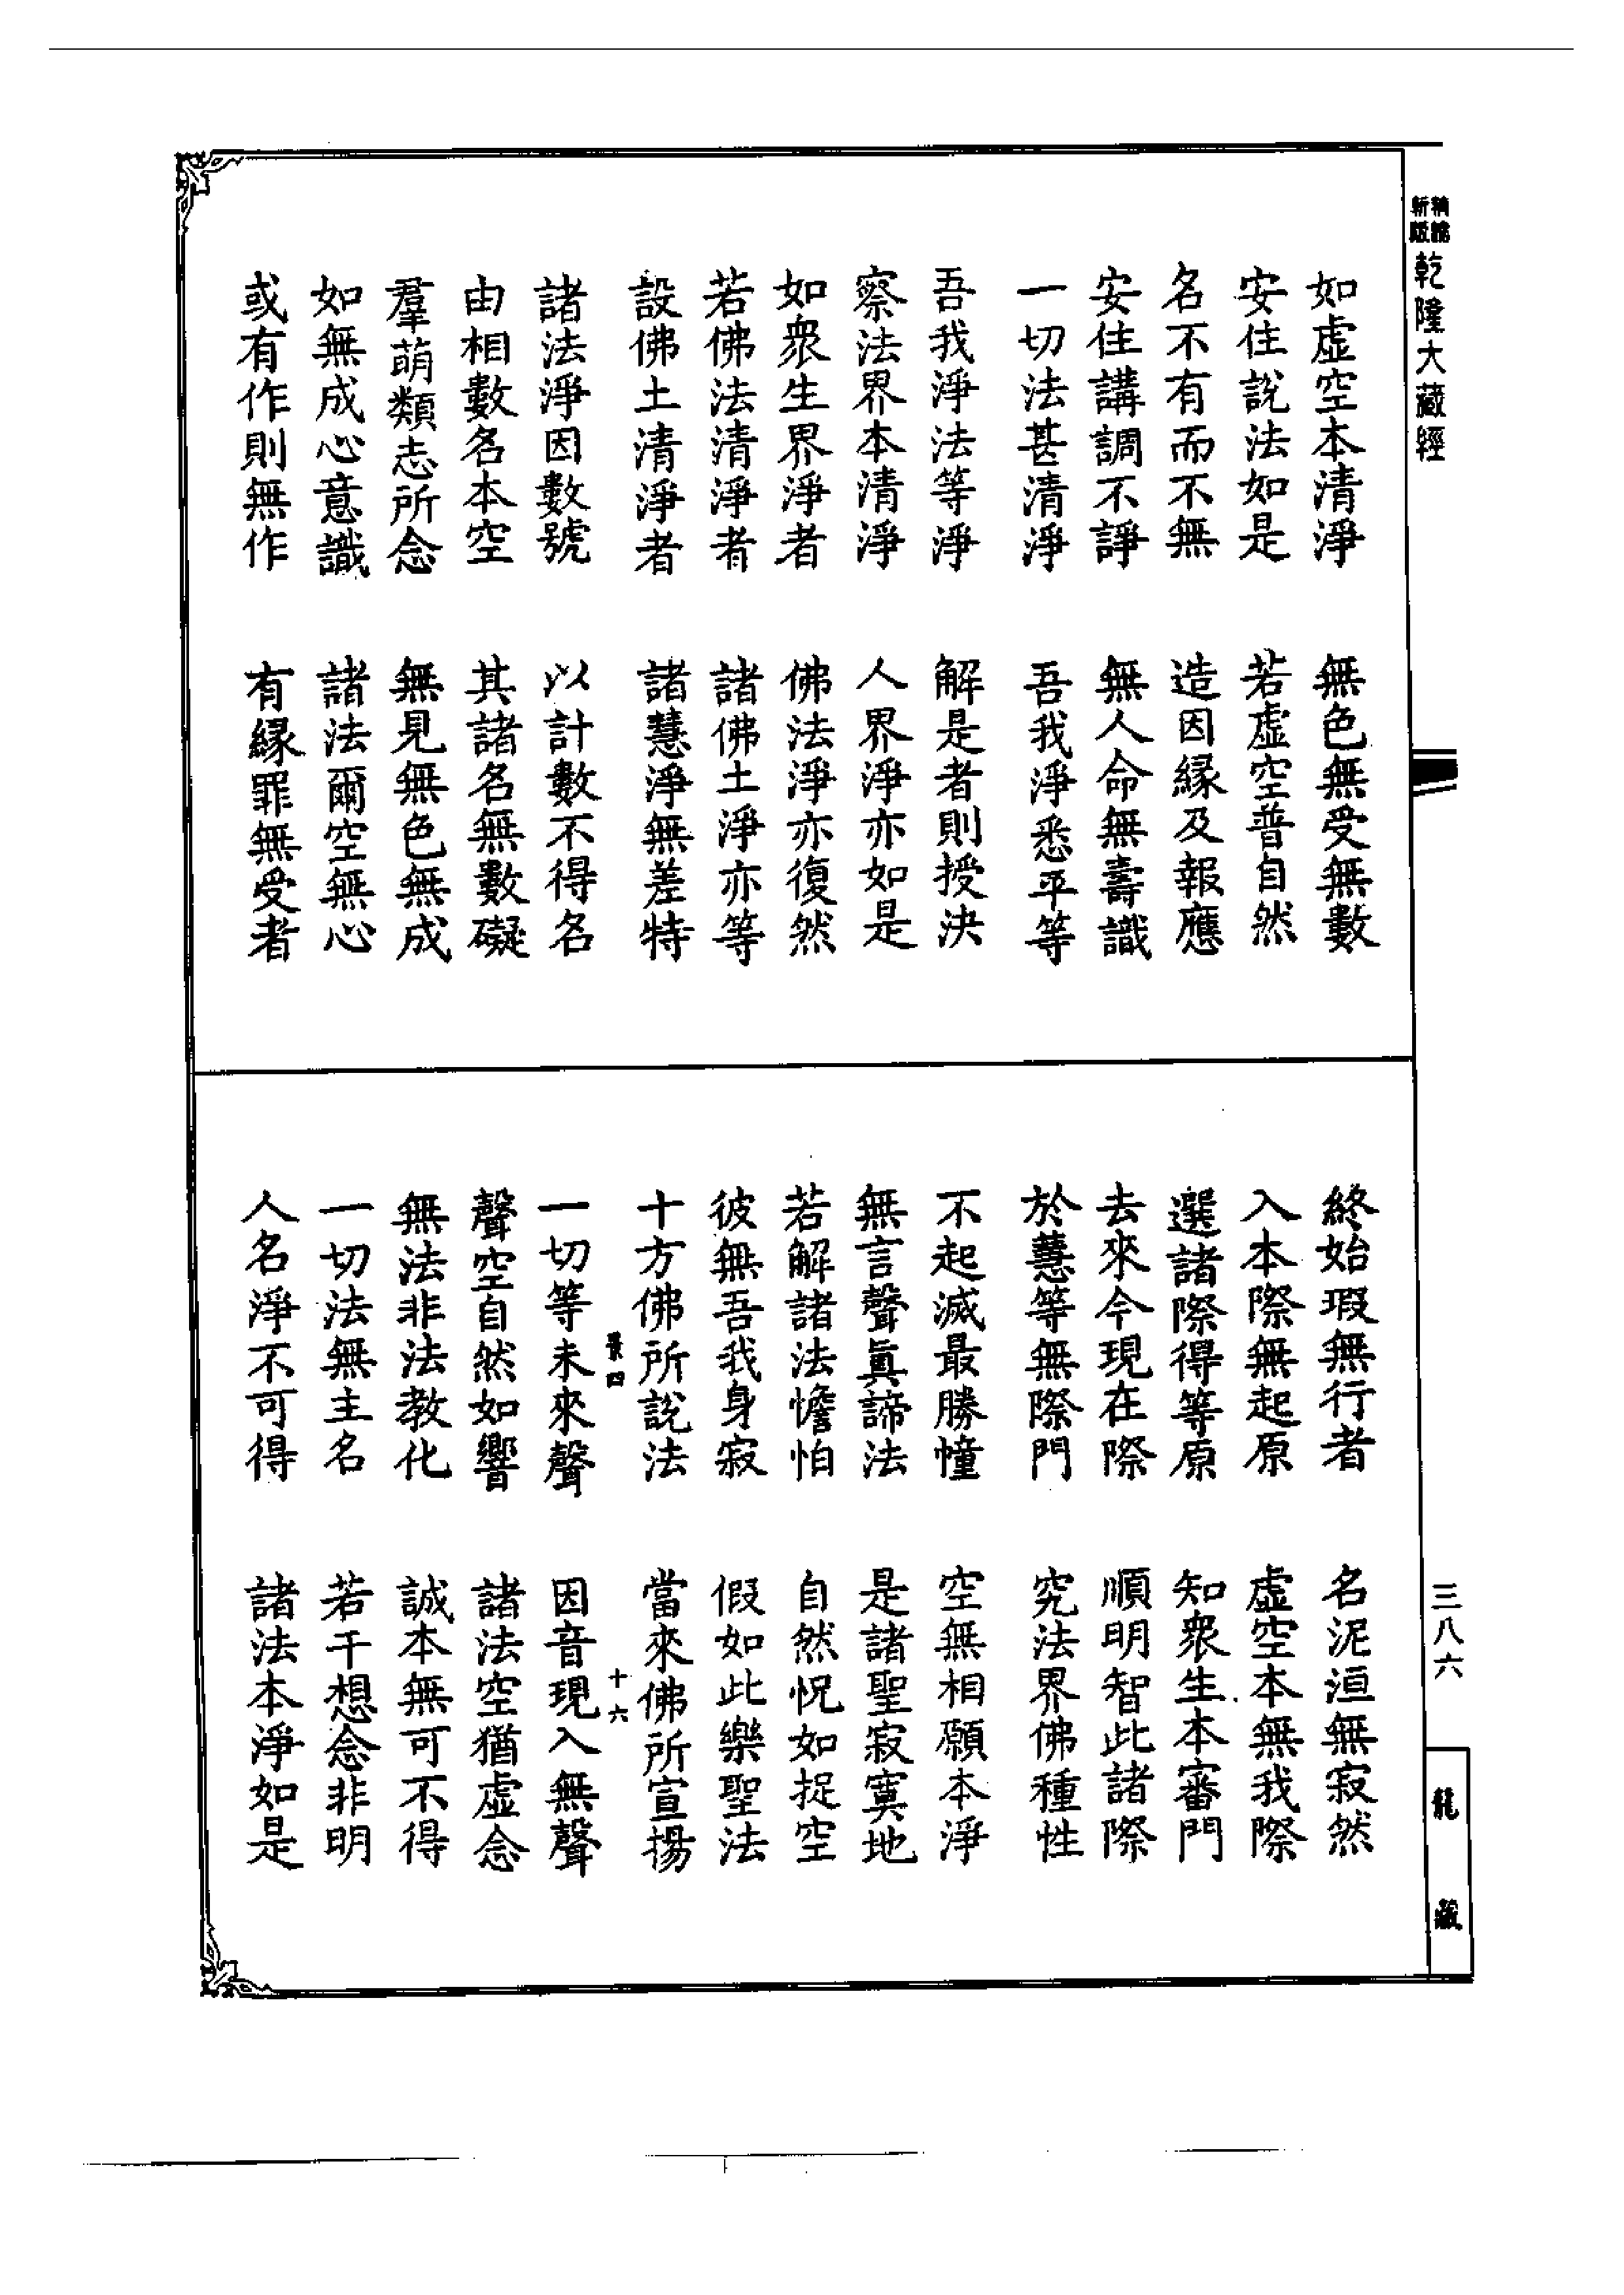 新版 精縮 乾隆大藏經
如虛空本清淨 無色無受無數
安住說法如是 若虛空普自然
名不有而不無 造因緣及報應
安住講調不諍 無人命無壽識
一切法甚清淨 吾我淨悉平等
吾我淨法等淨 解是者則授決
察法界本清淨 人界淨亦如是
如衆生界淨者 佛法淨亦復然
若佛法清淨者 諸佛土淨亦等
設佛土清淨者 諸慧淨無差特
諸法淨因數號 以計數不得名
由相數名本空 其諸名無數礙
羣萌類志所念 無見無色無成
如無成心意識 諸法爾空無心
或有作則無作 有緣罪無受者
終始瑕無行者 名泥洹無寂然
入本際無起原 虛空本無我際
選諸際得等原 知衆生本審門
去來今現在際 順明智此諸際
於慧等無際門 究法界佛種性
不起滅最勝幢 空無相願本淨
無言聲眞諦法 是諸聖寂寞地
若解諸法憺怕 自然怳如捉空
彼無吾我身寂 假如此樂聖法
十方佛所說法 當來佛所宣揚
景四 十六
一切等未來聲 因音現入無聲
聲空自然如響 諸法空猶虛念
無法非法教化 誠本無可不得
一切法無主名 若干想念非明
人名淨不可得 諸法本淨如是
三八六
龍藏